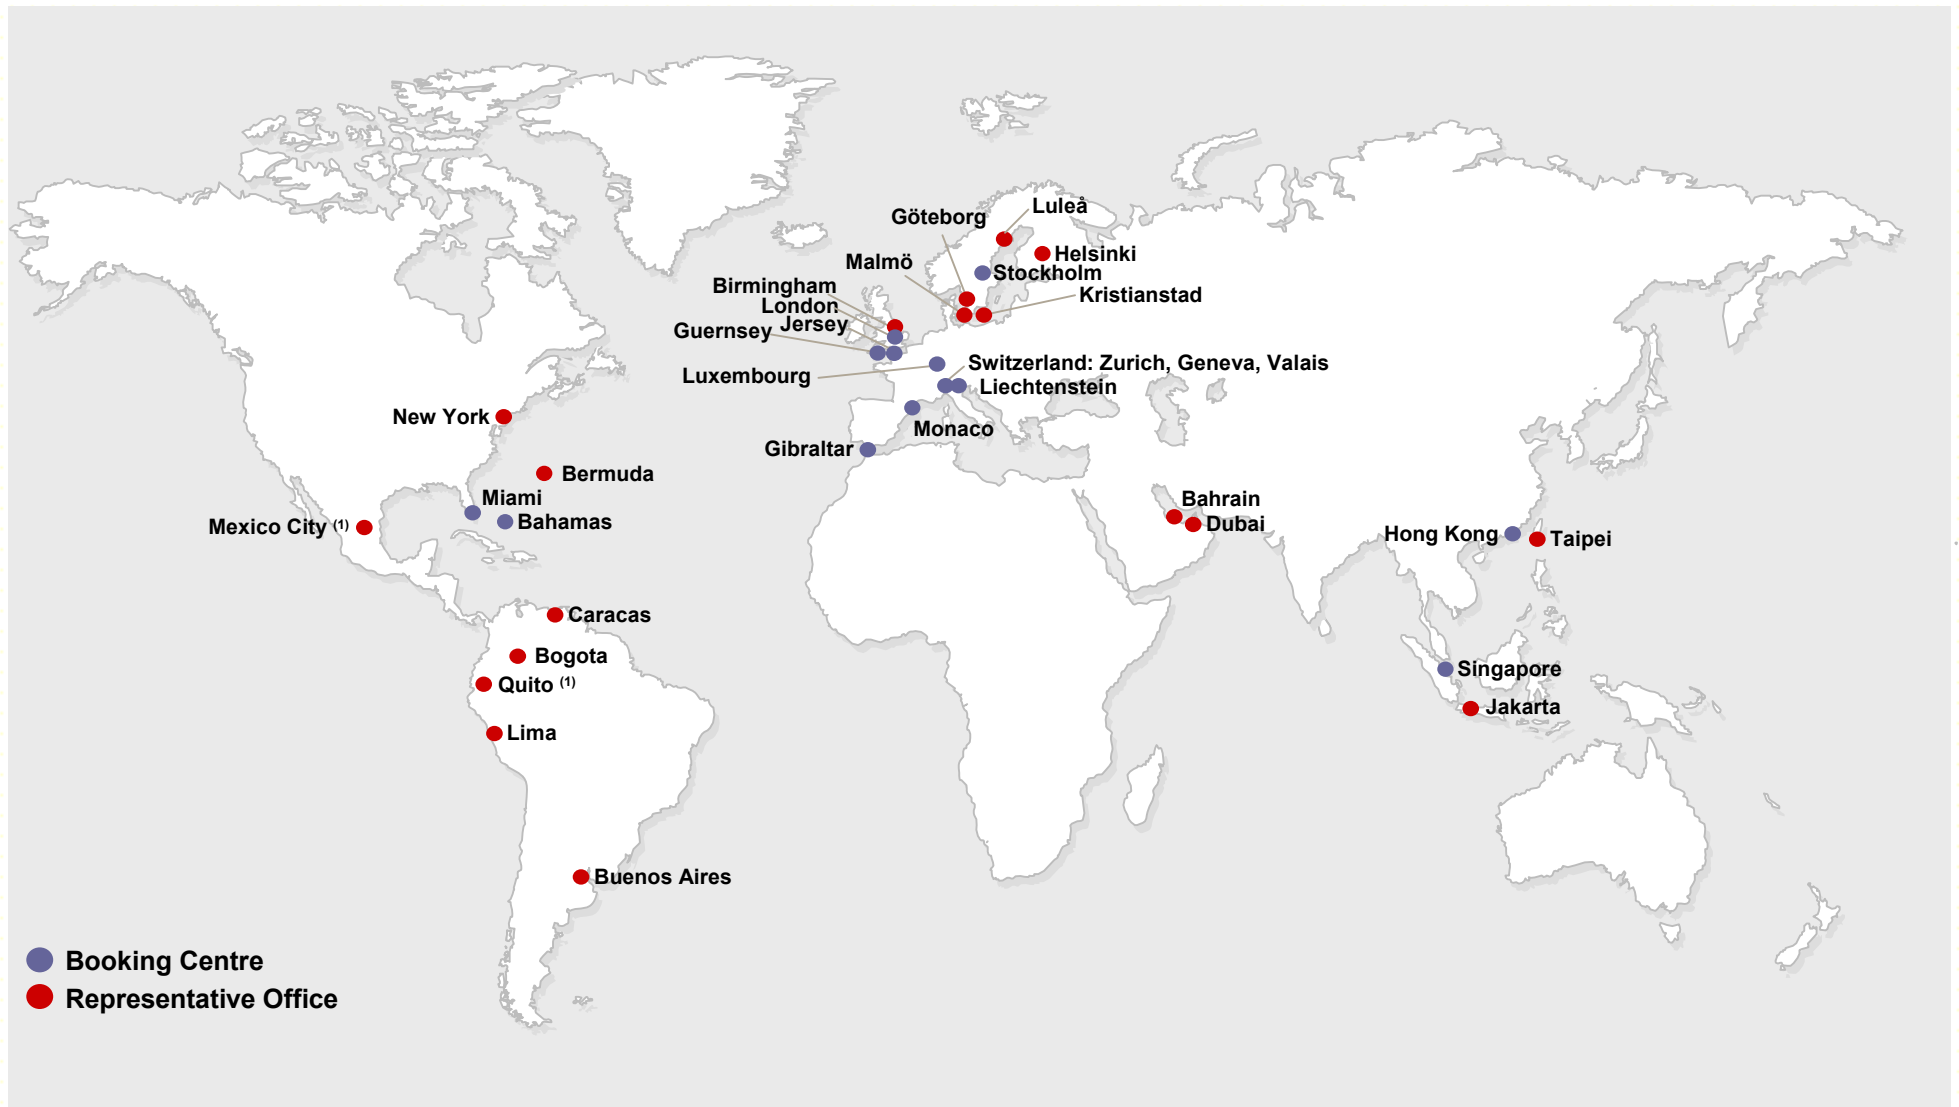 Luleå
Göteborg
Helsinki
Malmö
Stockholm
Birmingham
Kristianstad
London
Jersey
Guernsey
Switzerland: Zurich, Geneva, Valais
Luxembourg
Liechtenstein
New York
Monaco
Gibraltar
Bermuda
Miami
Bahrain
Bahamas
Dubai
Mexico City (1)
Hong Kong
Taipei
Caracas
Bogota
Singapore
Quito (1)
Jakarta
Lima
Buenos Aires
Booking Centre
Representative Office